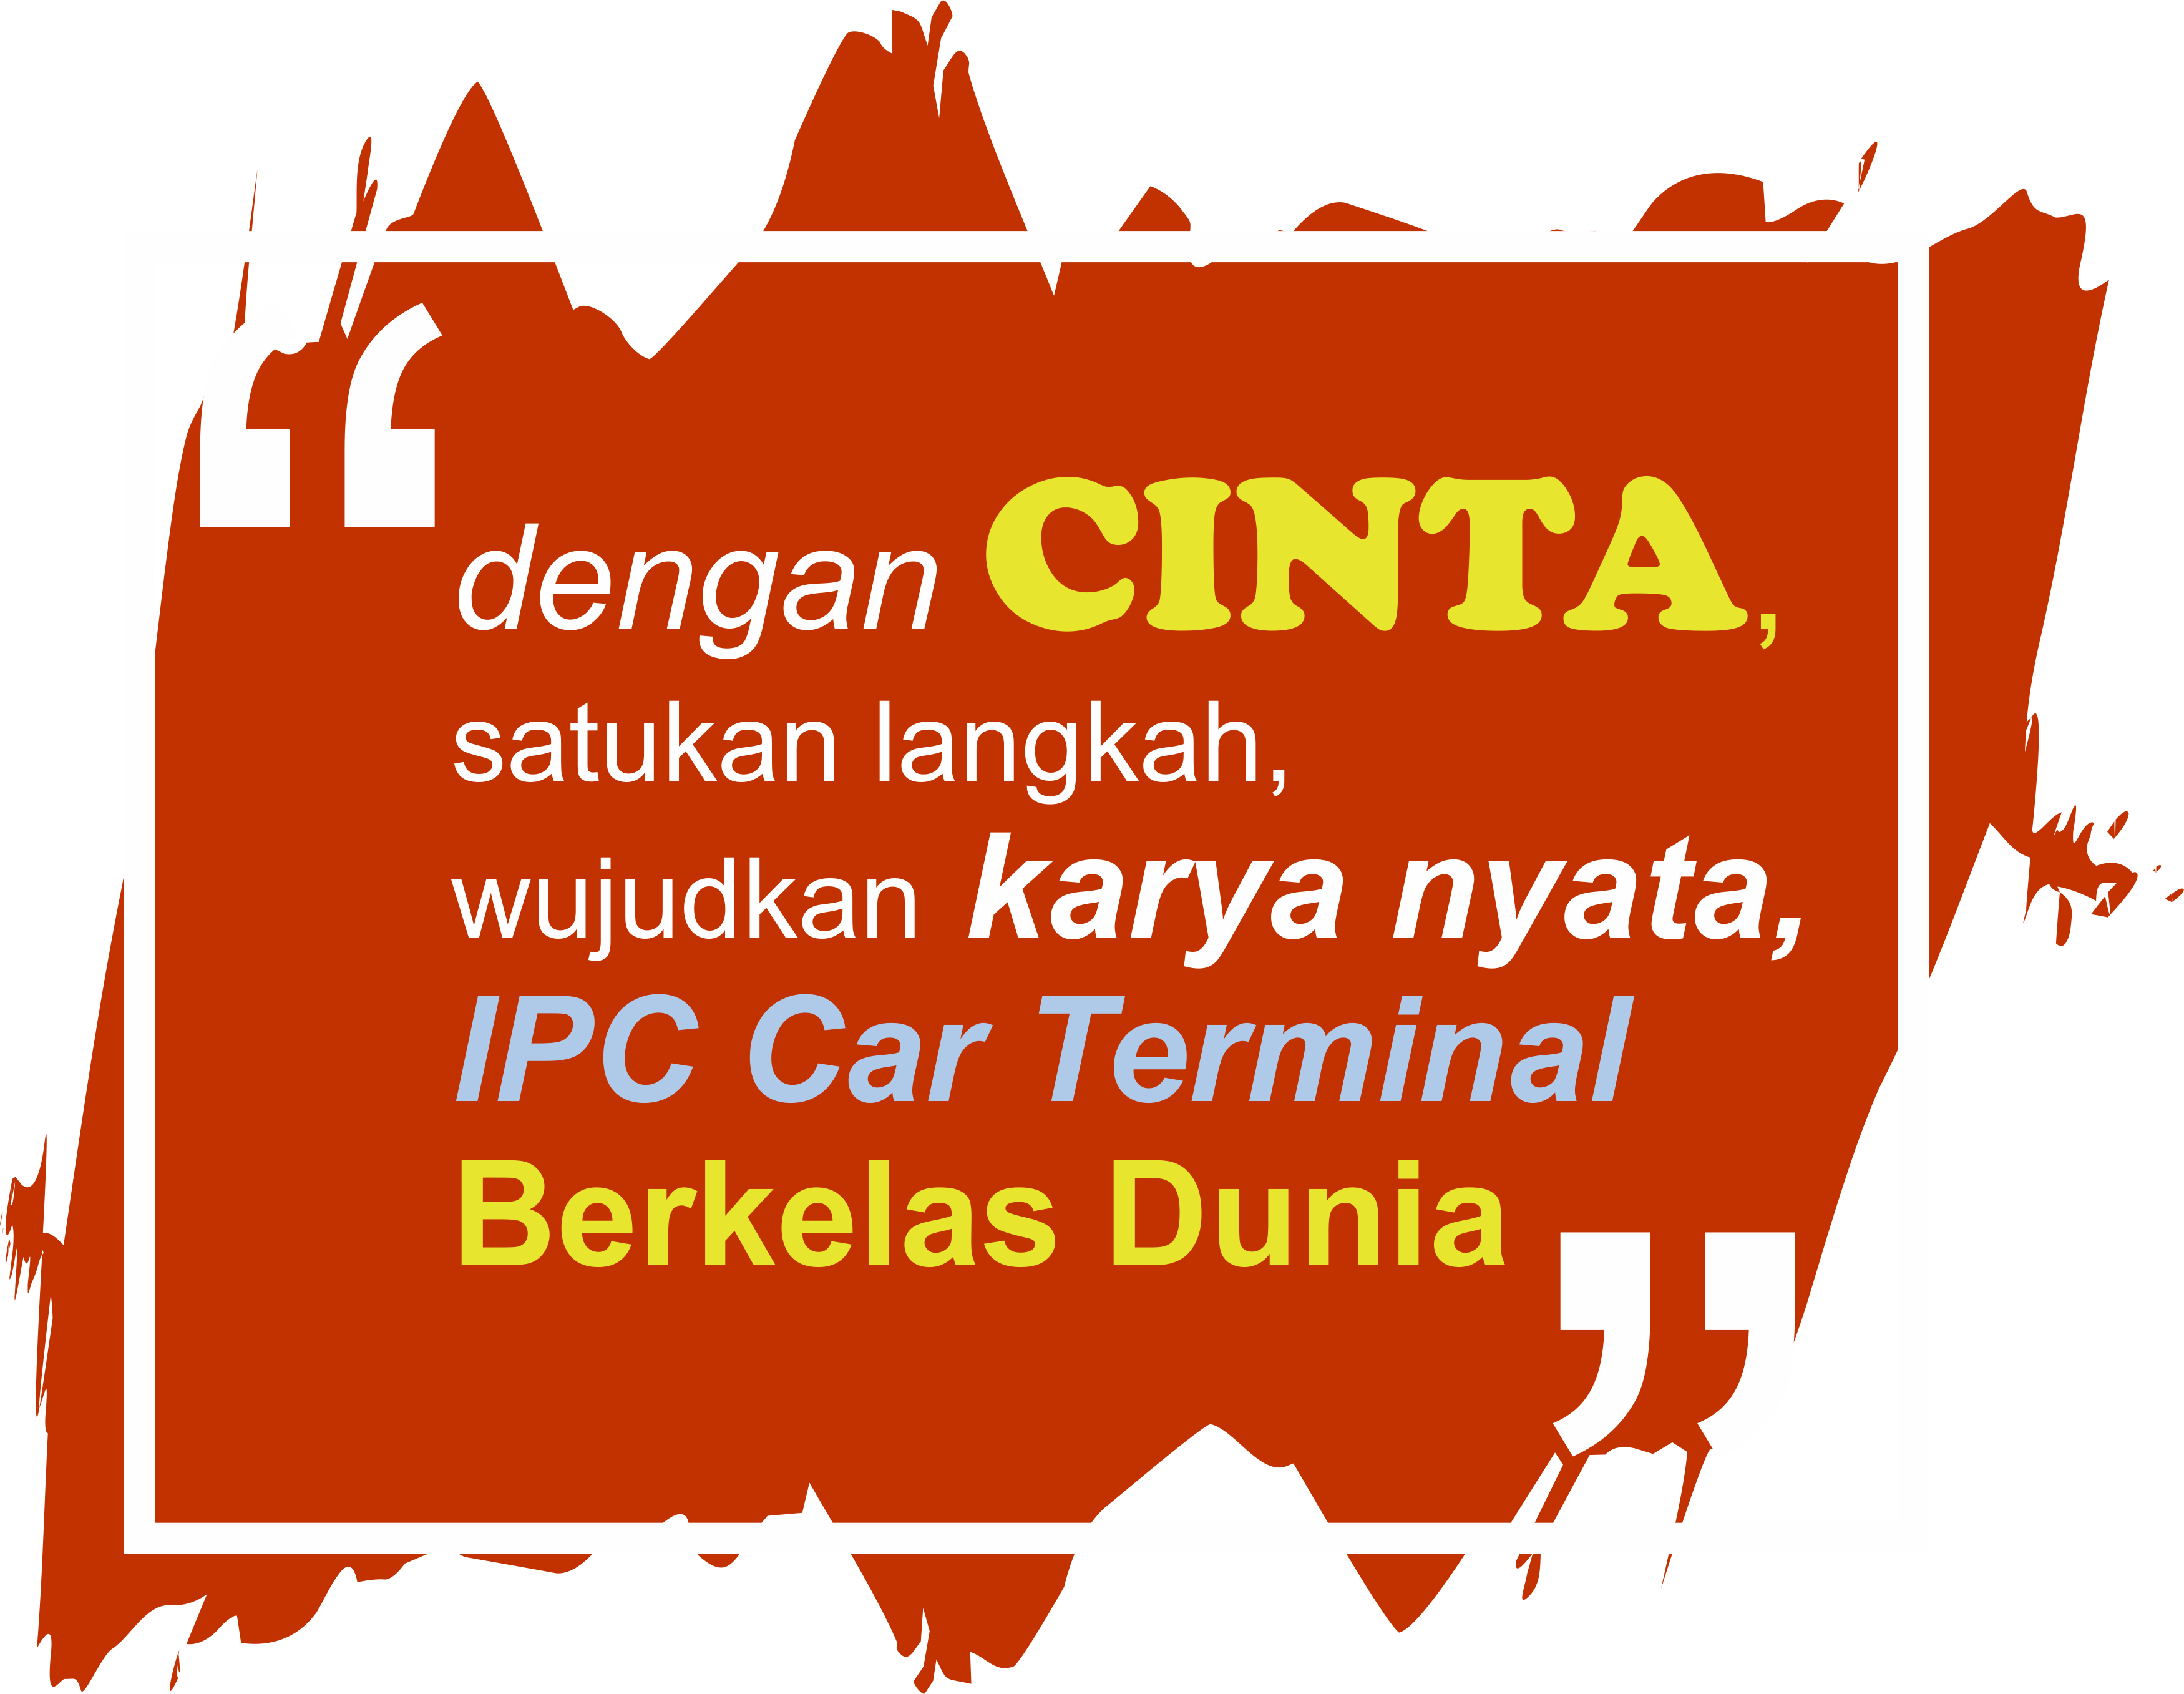 “
dengan CINTA,
satukan langkah,
wujudkan karya nyata,
IPC Car Terminal
Berkelas Dunia
”